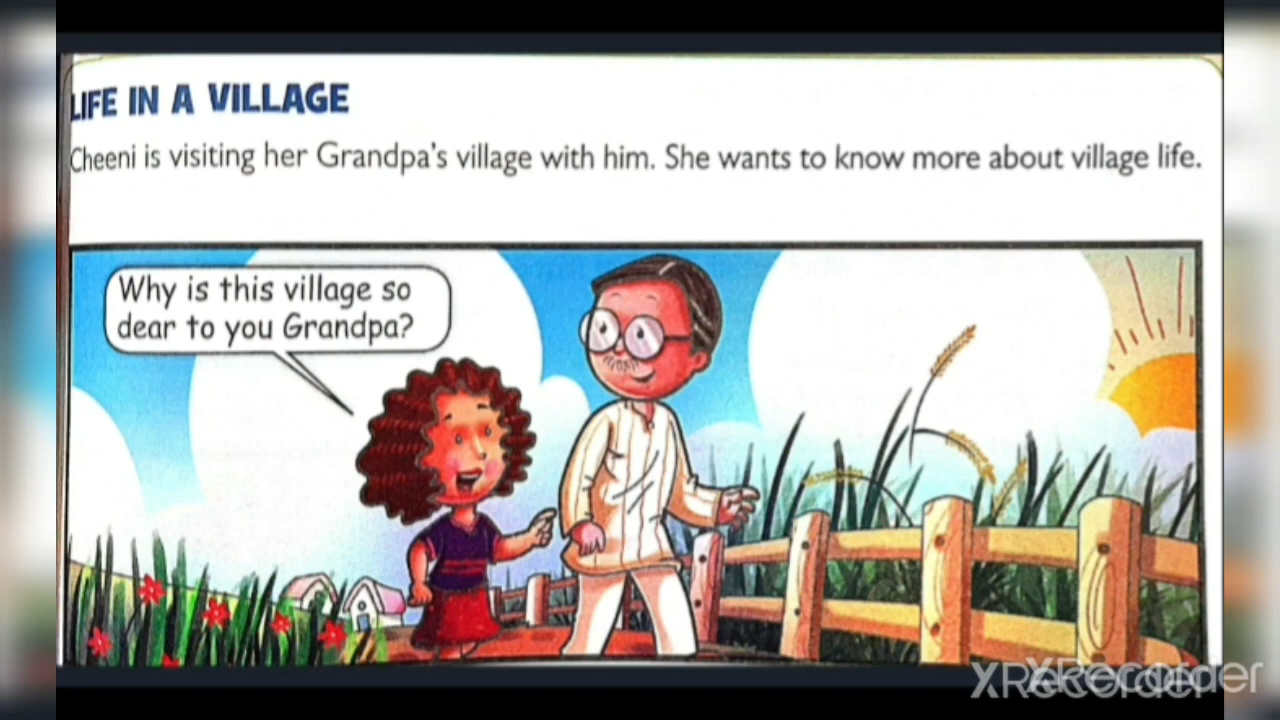 LIFE IN A VILLAGE
Cheeni is visiting her Grandpa's village with him. She wants to know more about village life.
Why is this village so
dear to you Grandpa?
XRecorder
XRecorder